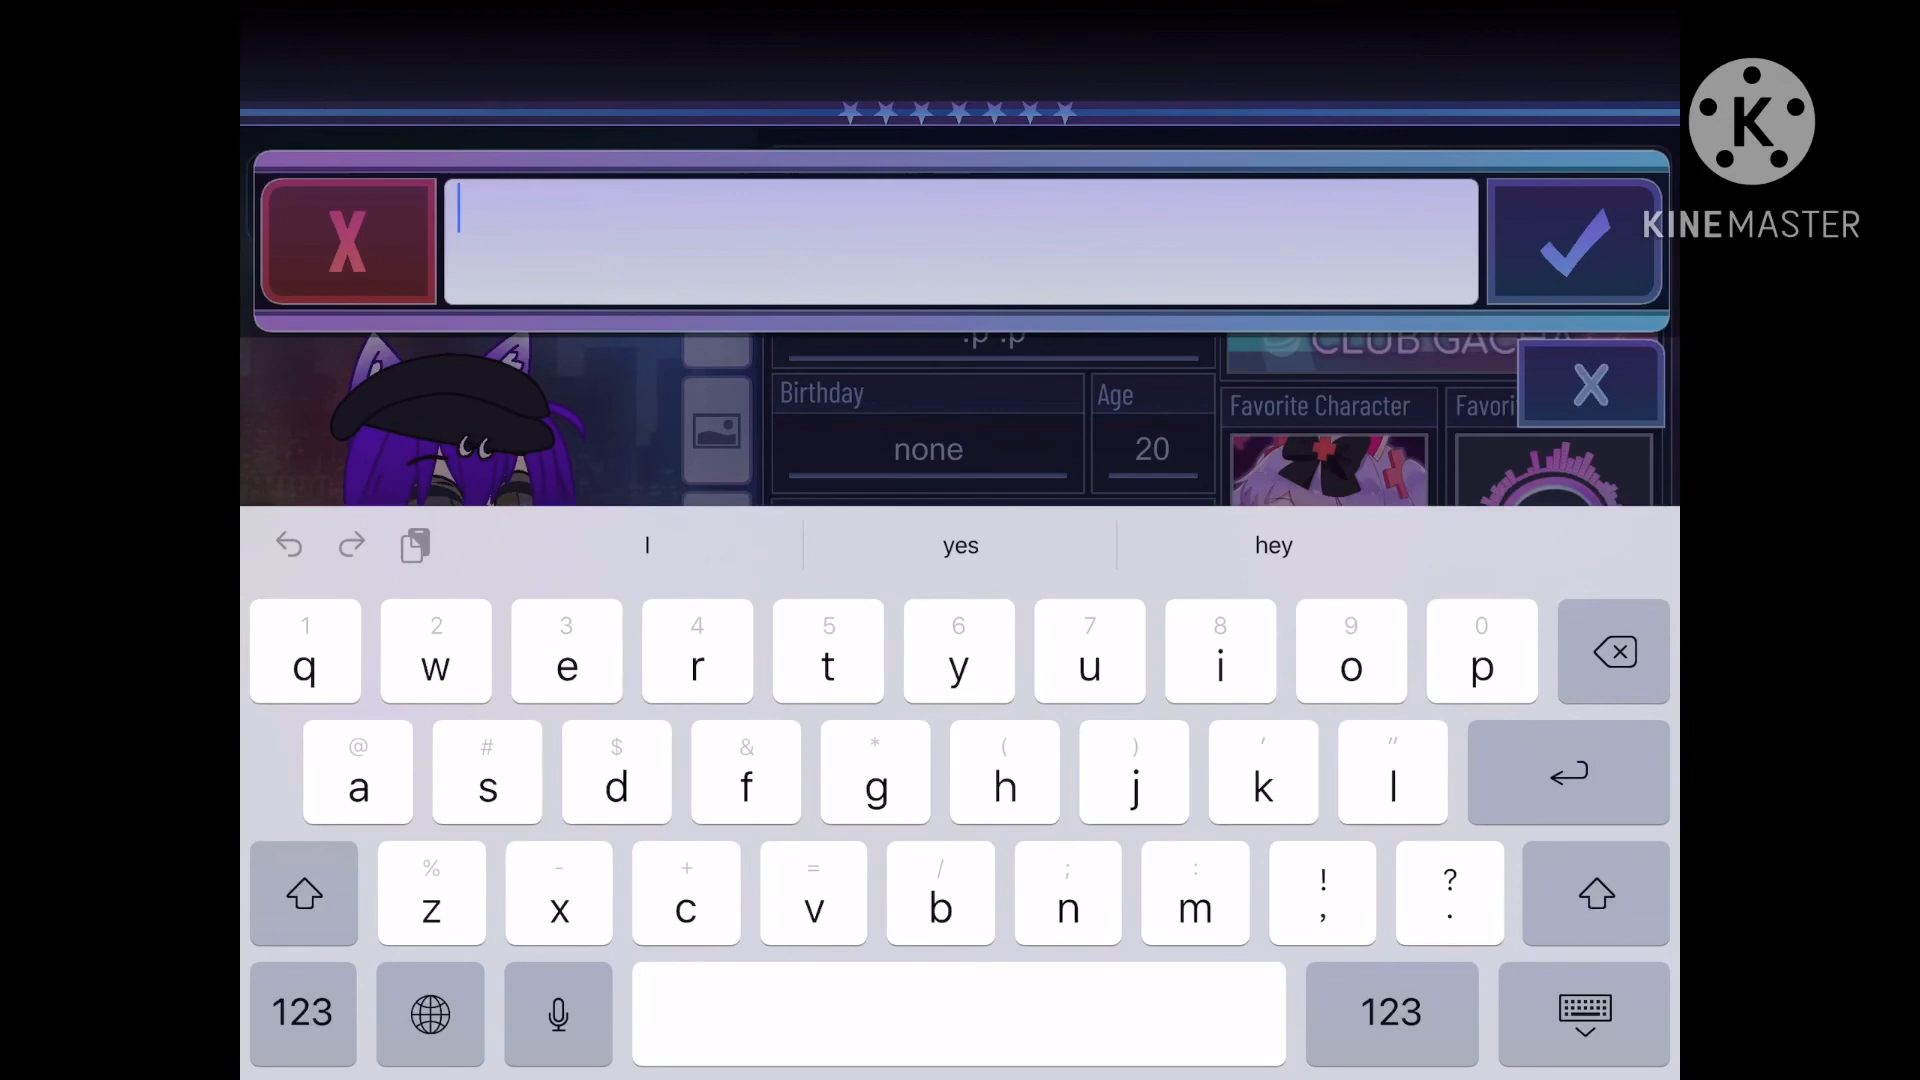 K
KINEMASTER
X
.p .p
CLUB GACHA
X
Birthday
Age
Favorite Character
Favori
none
20
I
yes
hey
1 2 3 4 5 6 7 8 9 0
q w e r t y u i o p
@ # $ & * ( ) ' "
a s d f g h j k l
% - + = / ; : ! ?
z x c v b n m , .
123
123